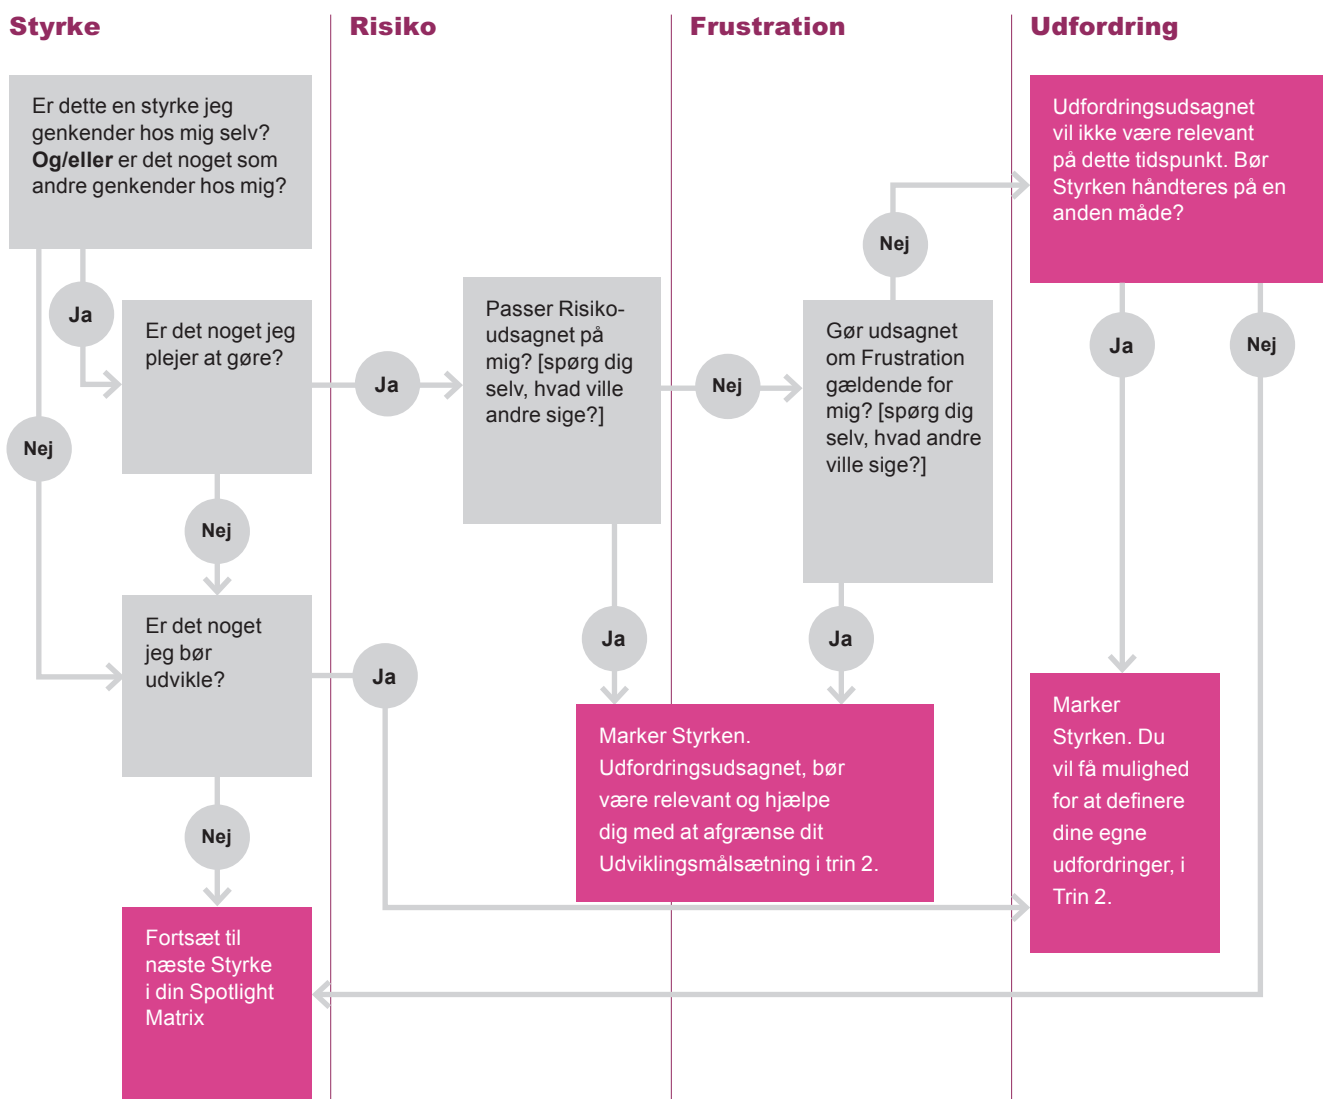 Styrke
Risiko
Frustration
Udfordring
Er dette en styrke jeg
genkender hos mig selv?
Og/eller er det noget som
andre genkender hos mig?
Ja
Nej
Er det noget jeg
plejer at gøre?
Ja
Nej
Er det noget
jeg bør
udvikle?
Ja
Nej
Fortsæt til
næste Styrke
i din Spotlight
Matrix
Passer Risiko-
udsagnet på
mig? [spørg dig
selv, hvad ville
andre sige?]
Nej
Ja
Gør udsagnet
om Frustration
gældende for
mig? [spørg dig
selv, hvad andre
ville sige?]
Nej
Ja
Marker Styrken.
Udfordringsudsagnet, bør
være relevant og hjælpe
dig med at afgrænse dit
Udviklingsmålsætning i trin 2.
Udfordringsudsagnet
vil ikke være relevant
på dette tidspunkt. Bør
Styrken håndteres på en
anden måde?
Ja
Nej
Marker
Styrken. Du
vil få mulighed
for at definere
dine egne
udfordringer, i
Trin 2.